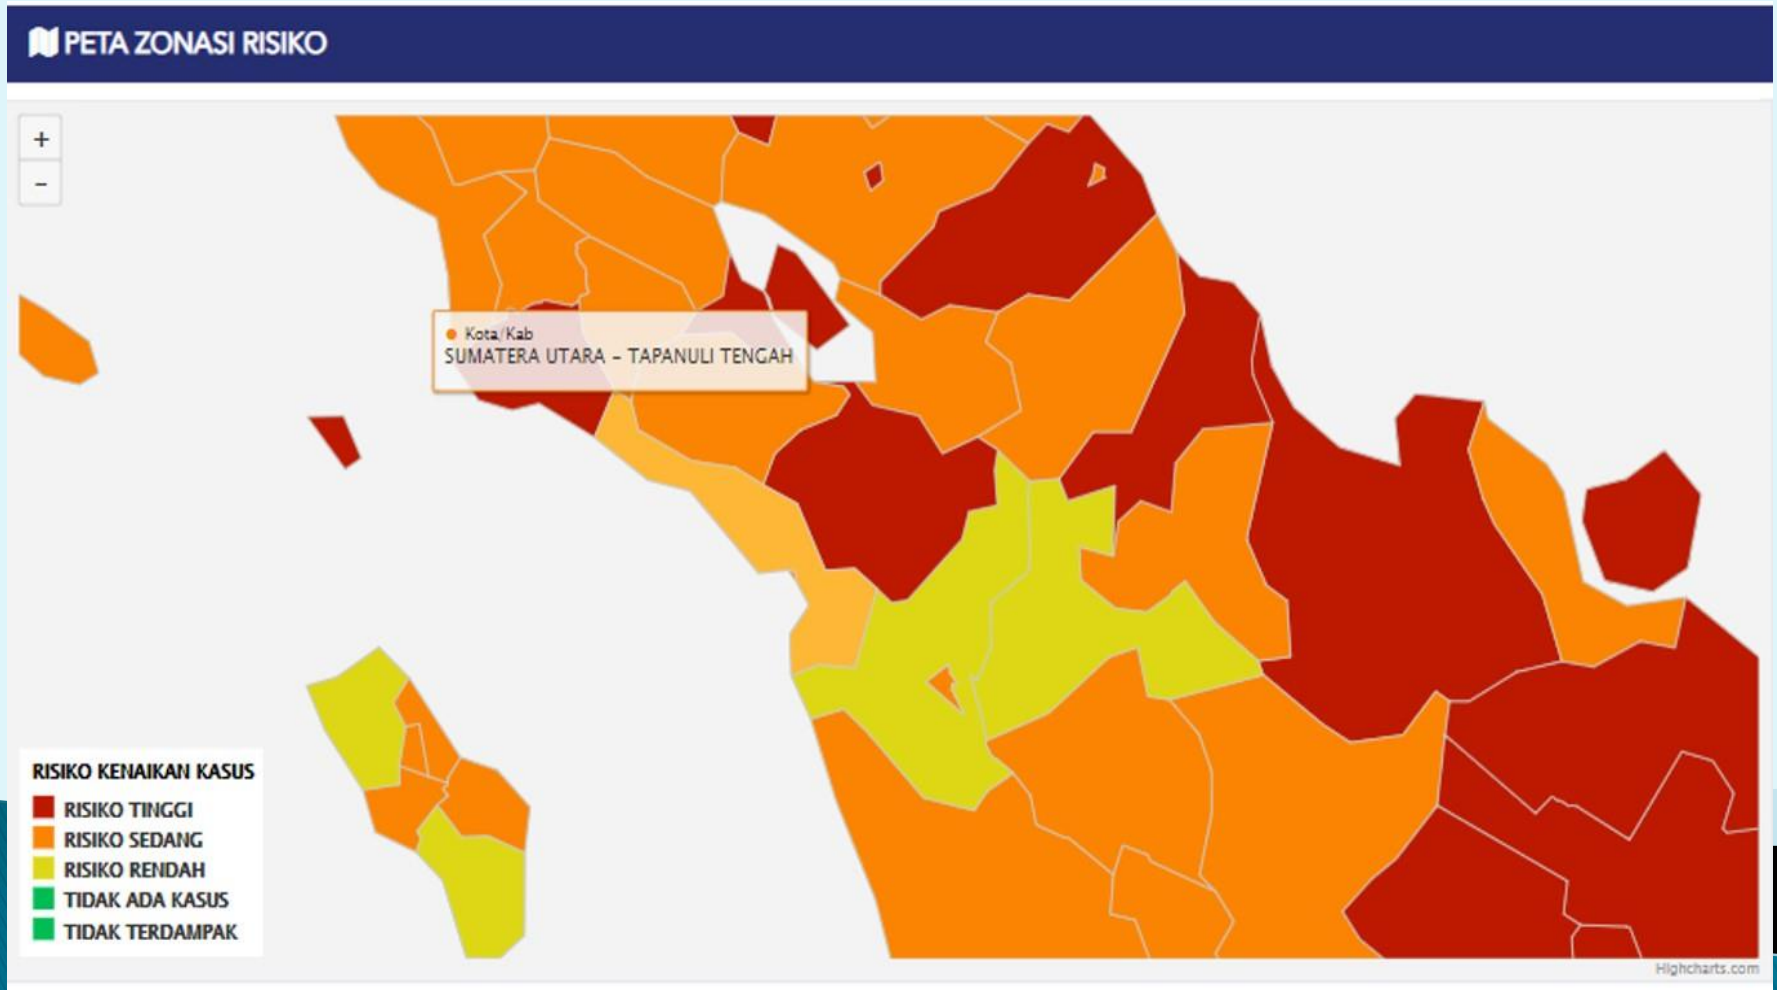 PETA ZONASI RISIKO
+
−
Kota/Kab
SUMATERA UTARA – TAPANULI TENGAH
RISIKO KENAIKAN KASUS
RISIKO TINGGI
RISIKO SEDANG
RISIKO RENDAH
TIDAK ADA KASUS
TIDAK TERDAMPAK
Highcharts.com